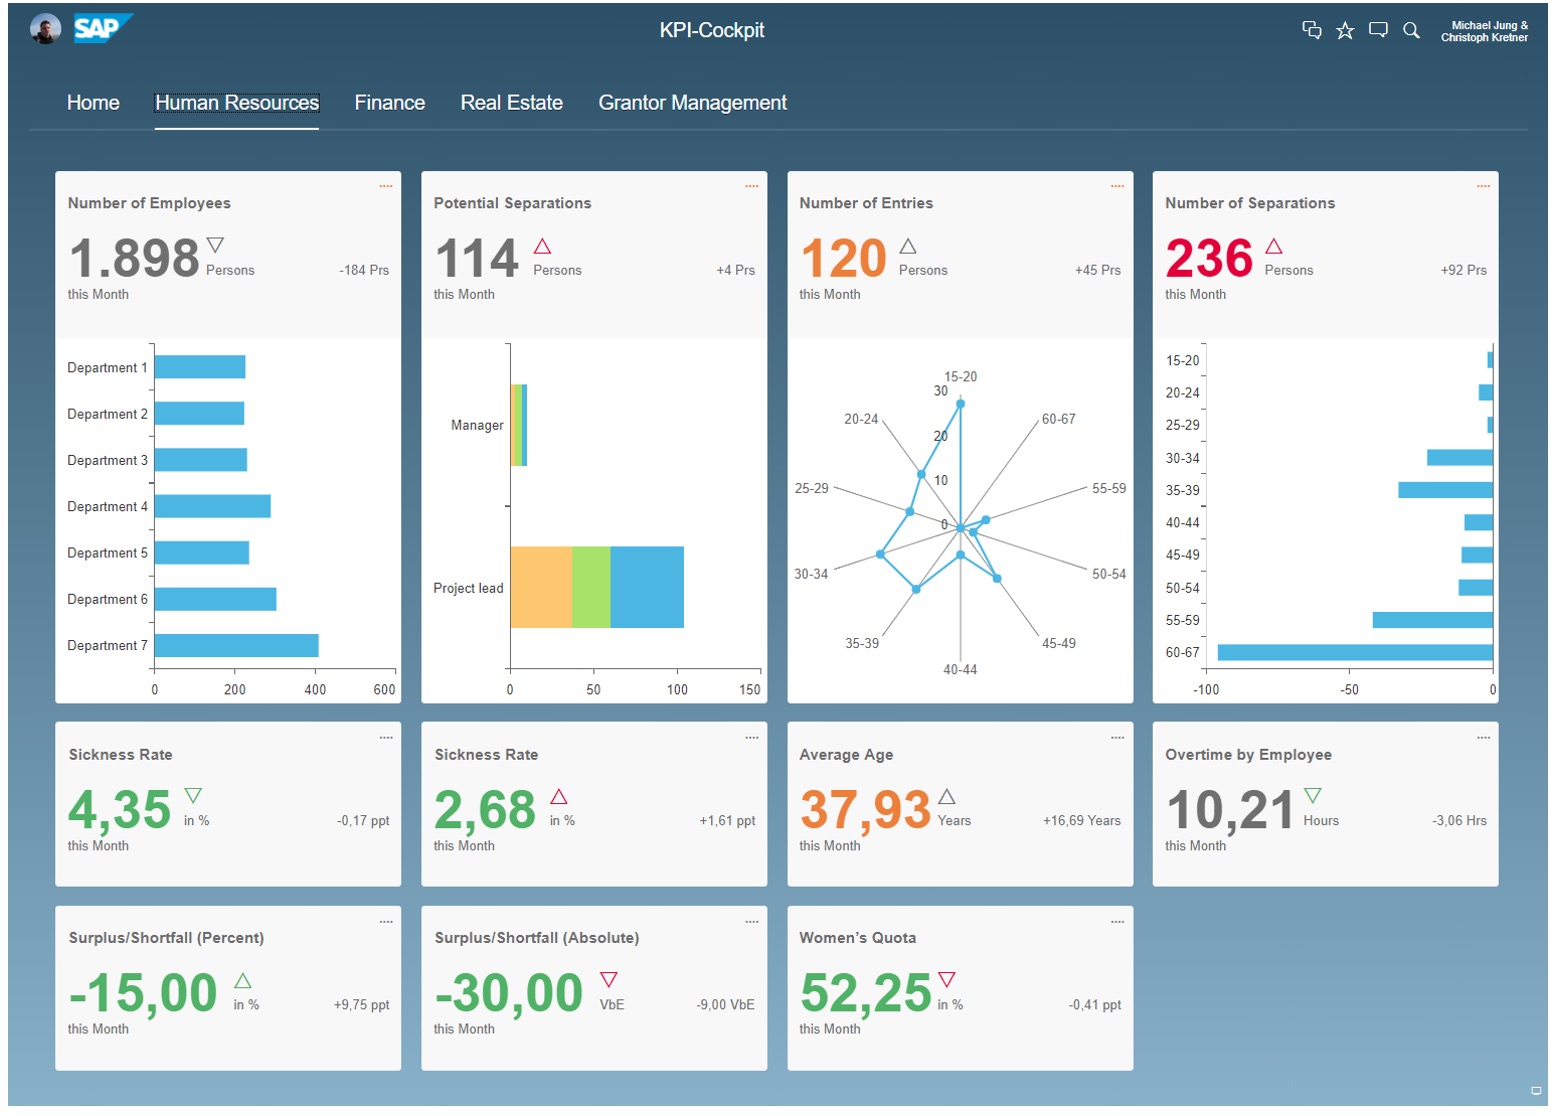 SAP
KPI-Cockpit
Michael Jung &
Christoph Kretner
Home
Human Resources
Finance
Real Estate
Grantor Management
Number of Employees
1.898
Persons
-184 Prs
this Month
Department 1
Department 2
Department 3
Department 4
Department 5
Department 6
Department 7
0 200 400 600
Potential Separations
114
Persons
+4 Prs
this Month
Manager
Project lead
0 50 100 150
Number of Entries
120
Persons
+45 Prs
this Month
15-20
30
20-24
60-67
20
10
25-29
55-59
0
30-34
50-54
35-39
45-49
40-44
Number of Separations
236
Persons
+92 Prs
this Month
15-20
20-24
25-29
30-34
35-39
40-44
45-49
50-54
55-59
60-67
-100 -50 0
Sickness Rate
4,35
in %
-0,17 ppt
this Month
Sickness Rate
2,68
in %
+1,61 ppt
this Month
Average Age
37,93
Years
+16,69 Years
this Month
Overtime by Employee
10,21
Hours
-3,06 Hrs
this Month
Surplus/Shortfall (Percent)
-15,00
in %
+9,75 ppt
this Month
Surplus/Shortfall (Absolute)
-30,00
VbE
-9,00 VbE
this Month
Women's Quota
52,25
in %
-0,41 ppt
this Month